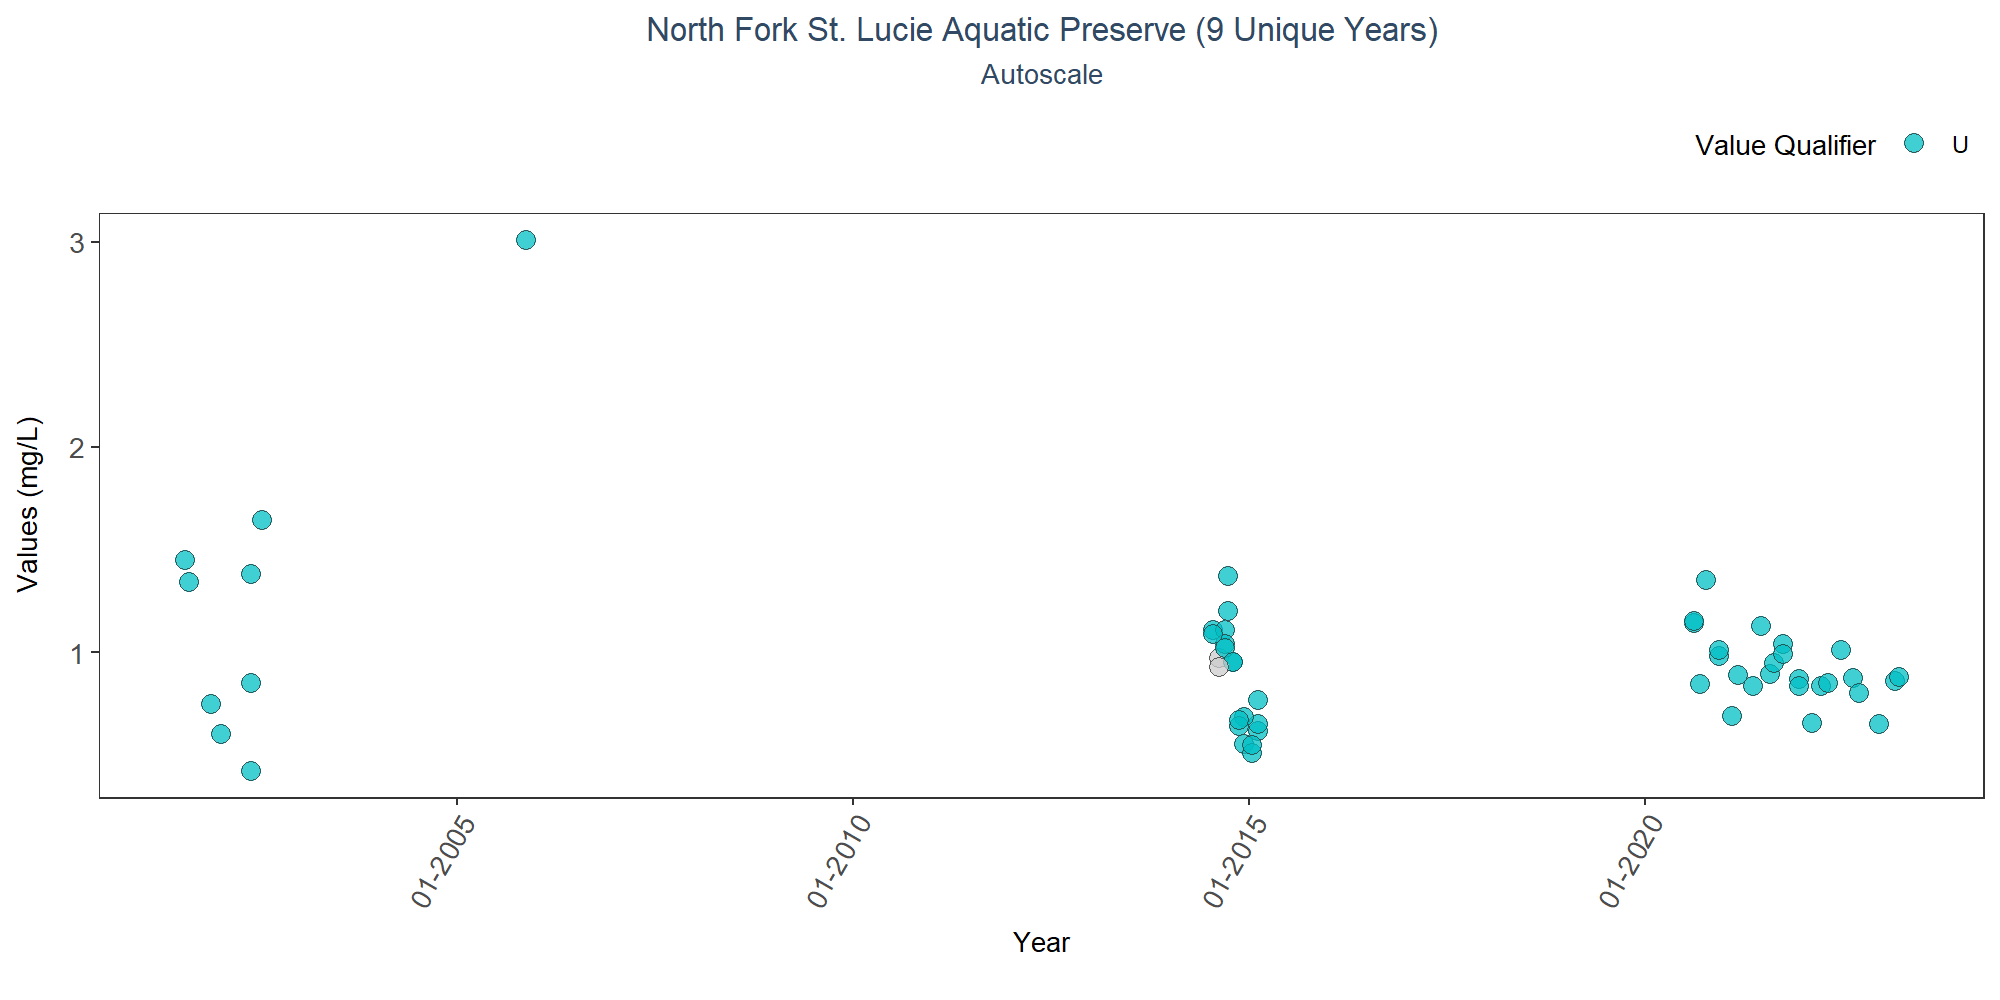 North Fork St. Lucie Aquatic Preserve (9 Unique Years)
Autoscale
Value Qualifier U
3
2
1
Values (mg/L)
01-2005
01-2010
01-2015
01-2020
Year